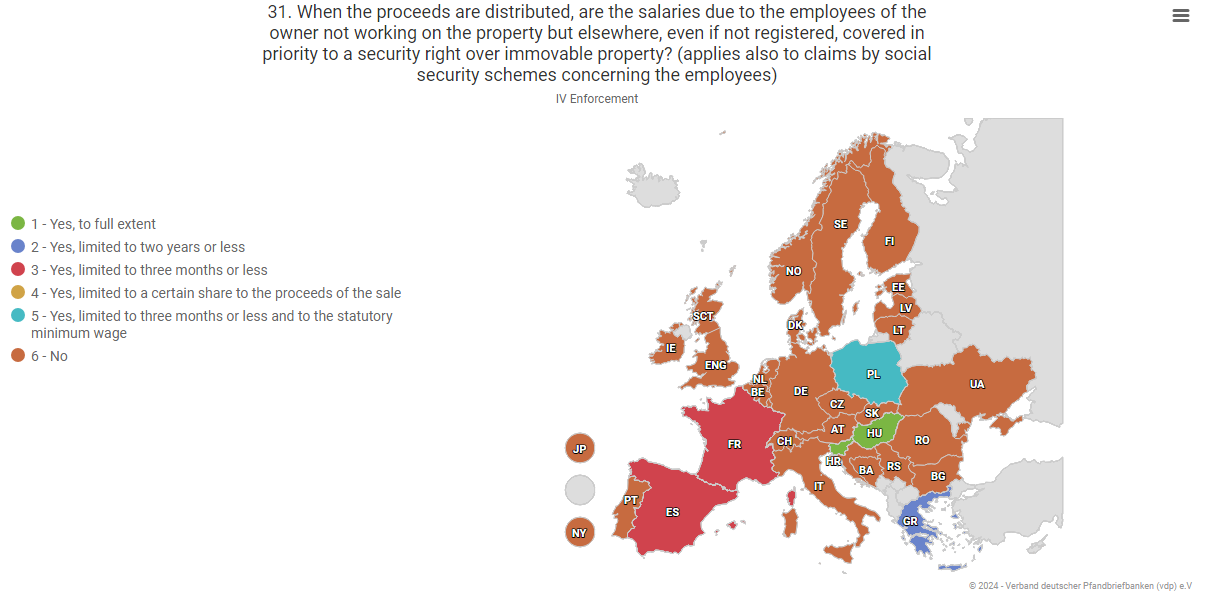 31. When the proceeds are distributed, are the salaries due to the employees of the
owner not working on the property but elsewhere, even if not registered, covered in
priority to a security right over immovable property? (applies also to claims by social
security schemes concerning the employees)
IV Enforcement
1 - Yes, to full extent
2 - Yes, limited to two years or less
3 - Yes, limited to three months or less
4 - Yes, limited to a certain share to the proceeds of the sale
5 - Yes, limited to three months or less and to the statutory
minimum wage
6 - No
SE
FI
NO
EE
LV
SCT
DK
LT
IE
ENG
NL
PL
UA
BE
DE
CZ
SK
AT
HU
FR
CH
RO
JP
HR
BA
RS
BG
IT
PT
ES
GR
NY
© 2024 - Verband deutscher Pfandbriefbanken (vdp) e.V